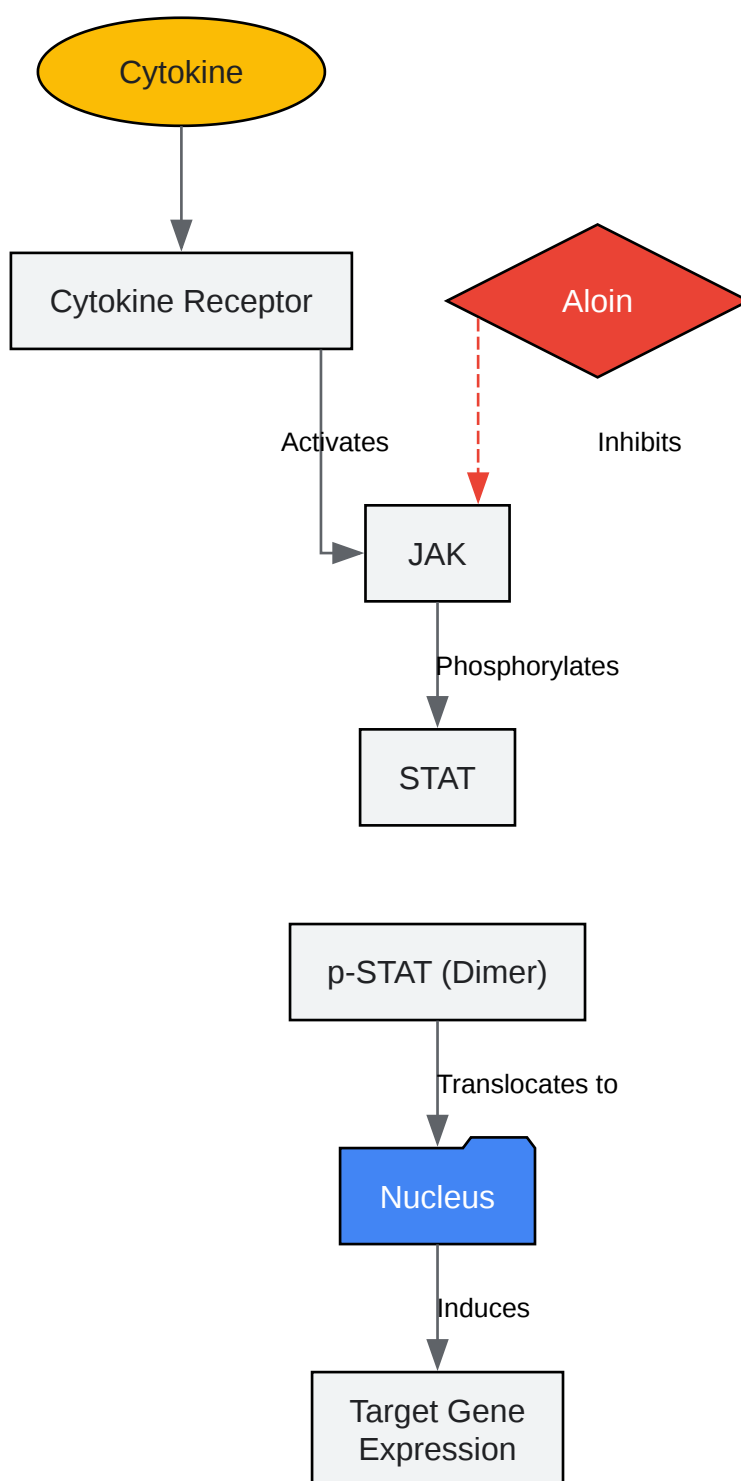 Cytokine
Cytokine Receptor
Aloin
Activates
Inhibits
JAK
Phosphorylates
STAT
p-STAT (Dimer)
Translocates to
Nucleus
Induces
Target Gene
Expression